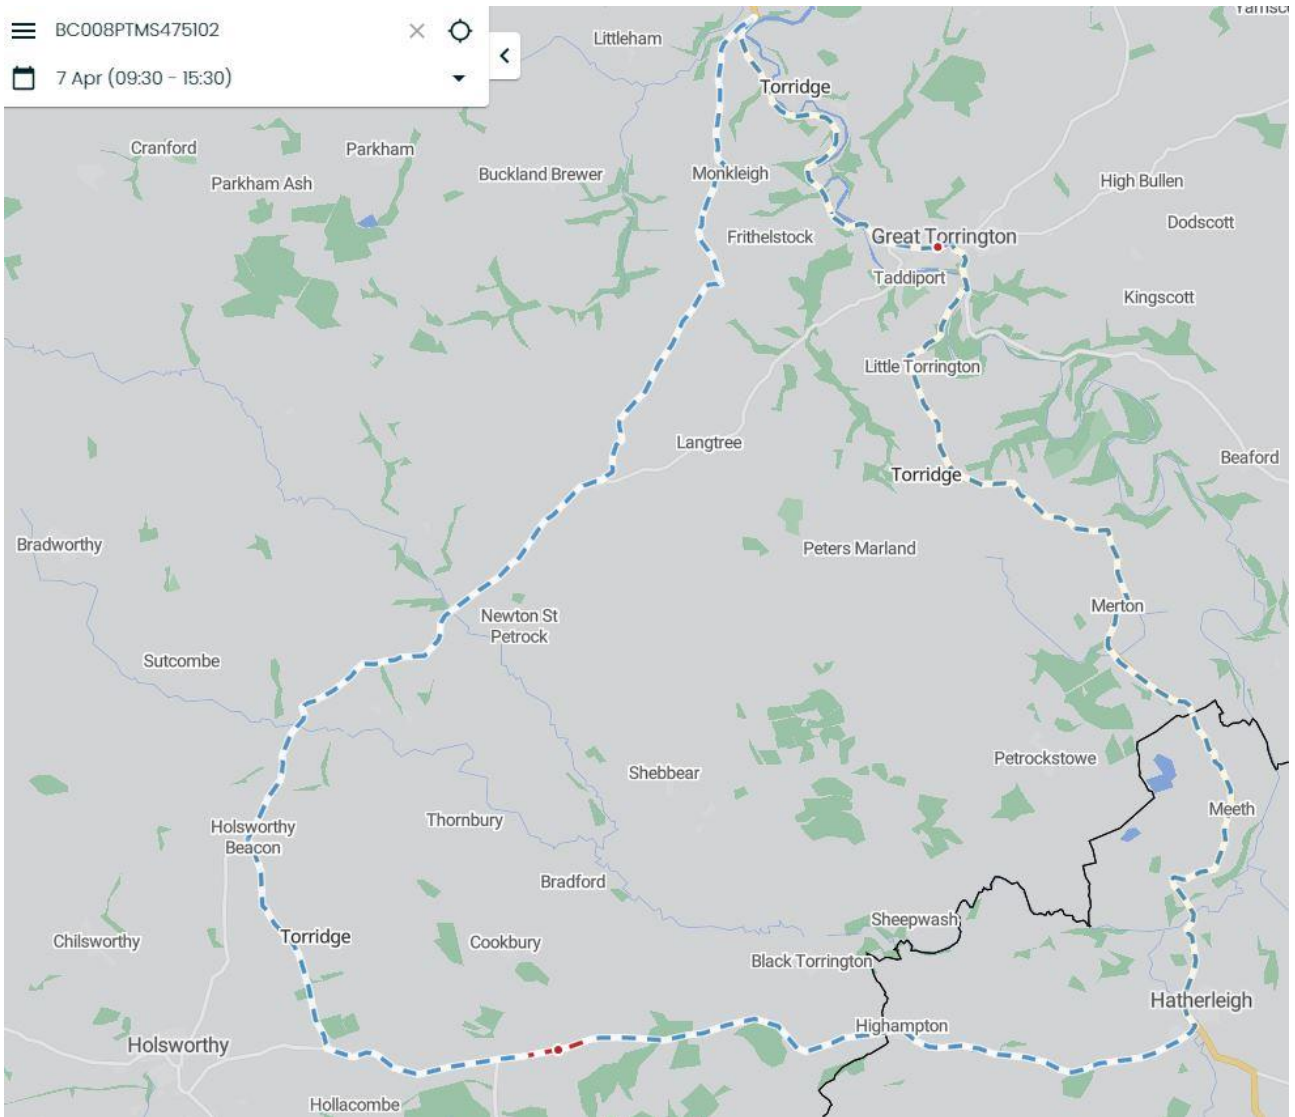 BC008PTMS475102
7 Apr (09:30 - 15:30)
Littleham
Torridge
Cranford
Parkham
Parkham Ash
Buckland Brewer
Monkleigh
High Bullen
Dodscott
Frithelstock
Great Torrington
Taddiport
Kingscott
Little Torrington
Langtree
Torridge
Beaford
Bradworthy
Peters Marland
Newton St
Petrock
Merton
Sutcombe
Shebbear
Petrockstowe
Holsworthy
Beacon
Thornbury
Meeth
Bradford
Sheepwash
Chilsworthy
Torridge
Cookbury
Black Torrington
Hatherleigh
Holsworthy
Highampton
Hollacombe